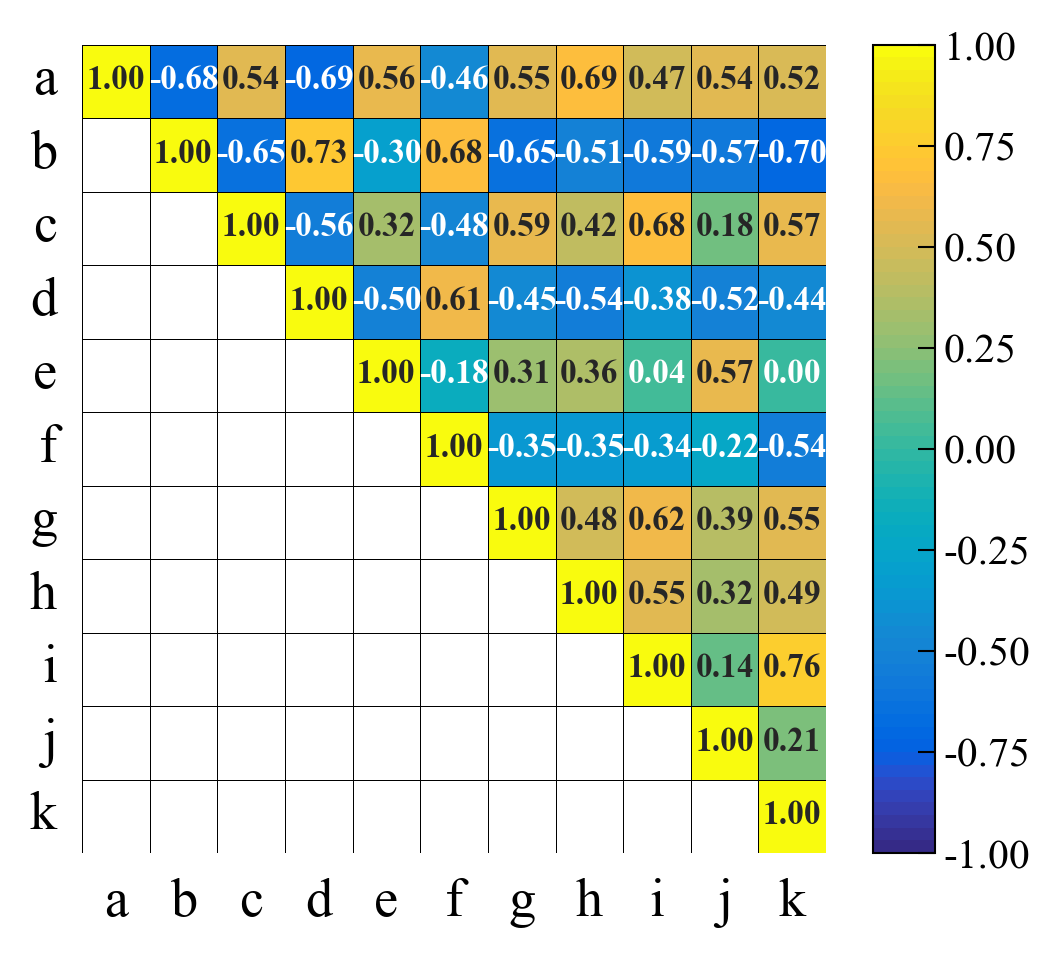 a 1.00 -0.68 0.54 -0.69 0.56 -0.46 0.55 0.69 0.47 0.54 0.52
b 1.00 -0.65 0.73 -0.30 0.68 -0.65 -0.51 -0.59 -0.57 -0.70
c 1.00 -0.56 0.32 -0.48 0.59 0.42 0.68 0.18 0.57
d 1.00 -0.50 0.61 -0.45 -0.54 -0.38 -0.52 -0.44
e 1.00 -0.18 0.31 0.36 0.04 0.57 0.00
f 1.00 -0.35 -0.35 -0.34 -0.22 -0.54
g 1.00 0.48 0.62 0.39 0.55
h 1.00 0.55 0.32 0.49
i 1.00 0.14 0.76
j 1.00 0.21
k 1.00
a b c d e f g h i j k
1.00
0.75
0.50
0.25
0.00
-0.25
-0.50
-0.75
-1.00